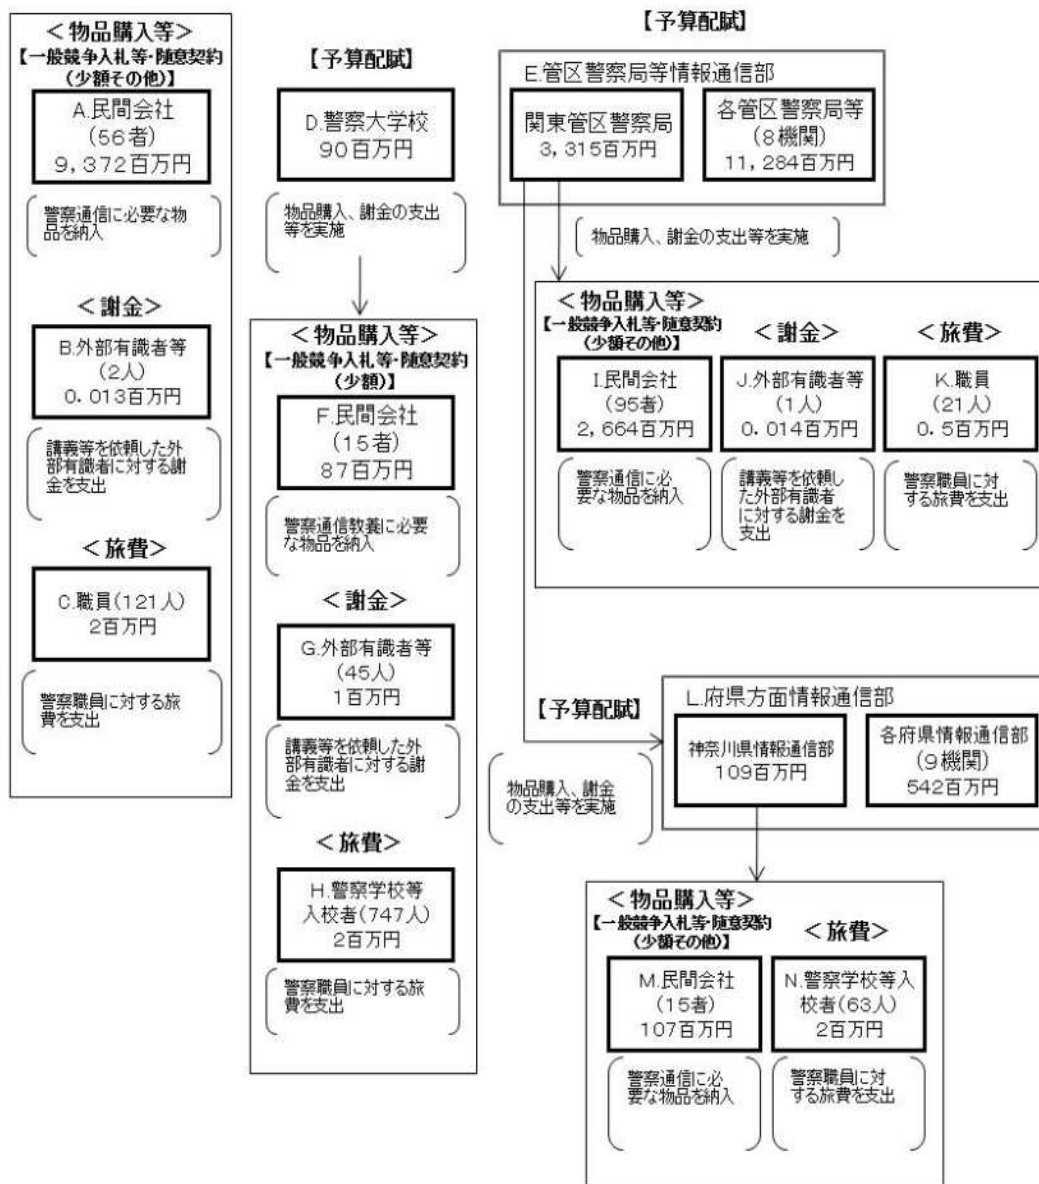 ＜物品購入等＞
【一般競争入札等・随意契約
(少額その他)】
A.民間会社
(56者)
9,372百万円
警察通信に必要な物
品を納入
＜謝金＞
B.外部有識者等
(2人)
0.013百万円
講義等を依頼した外
部有識者に対する謝
金を支出
＜旅費＞
C.職員(121人)
2百万円
警察職員に対する旅
費を支出
【予算配賦】
D.警察大学校
90百万円
物品購入、謝金の支出
等を実施
＜物品購入等＞
【一般競争入札等・随意契約
(少額)】
F.民間会社
(15者)
87百万円
警察通信教養に必要
な物品を納入
＜謝金＞
G.外部有識者等
(45人)
1百万円
講義等を依頼した外
部有識者に対する謝
金を支出
＜旅費＞
H.警察学校等
入校者(747人)
2百万円
警察職員に対する旅
費を支出
【予算配賦】
E.管区警察局等情報通信部
関東管区警察局
3,315百万円
各管区警察局等
(8機関)
11,284百万円
物品購入、謝金の支出等を実施
＜物品購入等＞
【一般競争入札等・随意契約
(少額その他)】
I.民間会社
(95者)
2,664百万円
警察通信に必
要な物品を納入
＜謝金＞
J.外部有識者等
(1人)
0.014百万円
講義等を依頼し
た外部有識者
に対する謝金を
支出
＜旅費＞
K.職員
(21人)
0.5百万円
警察職員に対
する旅費を支出
【予算配賦】
物品購入、謝金
の支出等を実施
L.府県方面情報通信部
神奈川県情報通信部
109百万円
各府県情報通信部
(9機関)
542百万円
＜物品購入等＞
【一般競争入札等・随意契約
(少額その他)】
M.民間会社
(15者)
107百万円
警察通信に必
要な物品を納入
＜旅費＞
N.警察学校等入
校者(63人)
2百万円
警察職員に対
する旅費を支出